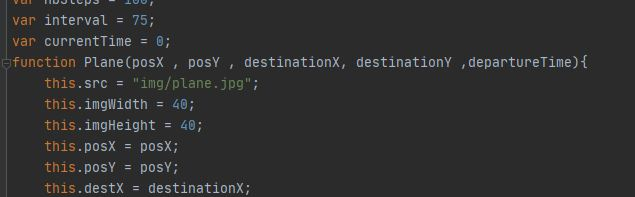 var nbSteps = 100;
var interval = 75;
var currentTime = 0;
function Plane(posX , posY , destinationX, destinationY ,departureTime){
this.src = "img/plane.jpg";
this.imgWidth = 40;
this.imgHeight = 40;
this.posX = posX;
this.posY = posY;
this.destX = destinationX;